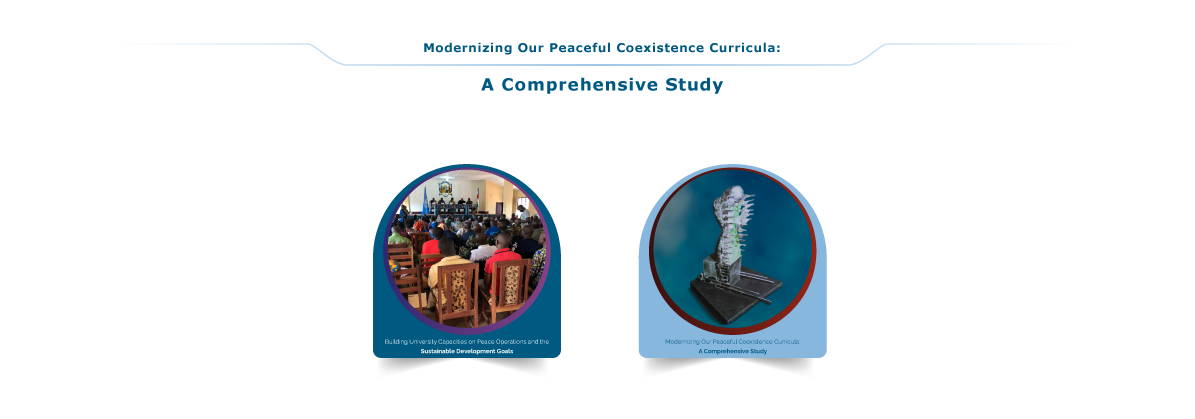 Modernizing Our Peaceful Coexistence Curricula:
A Comprehensive Study
Building University Capacities on Peace Operations and the
Sustainable Development Goals
Modernizing Our Peaceful Coexistence Curricula:
A Comprehensive Study